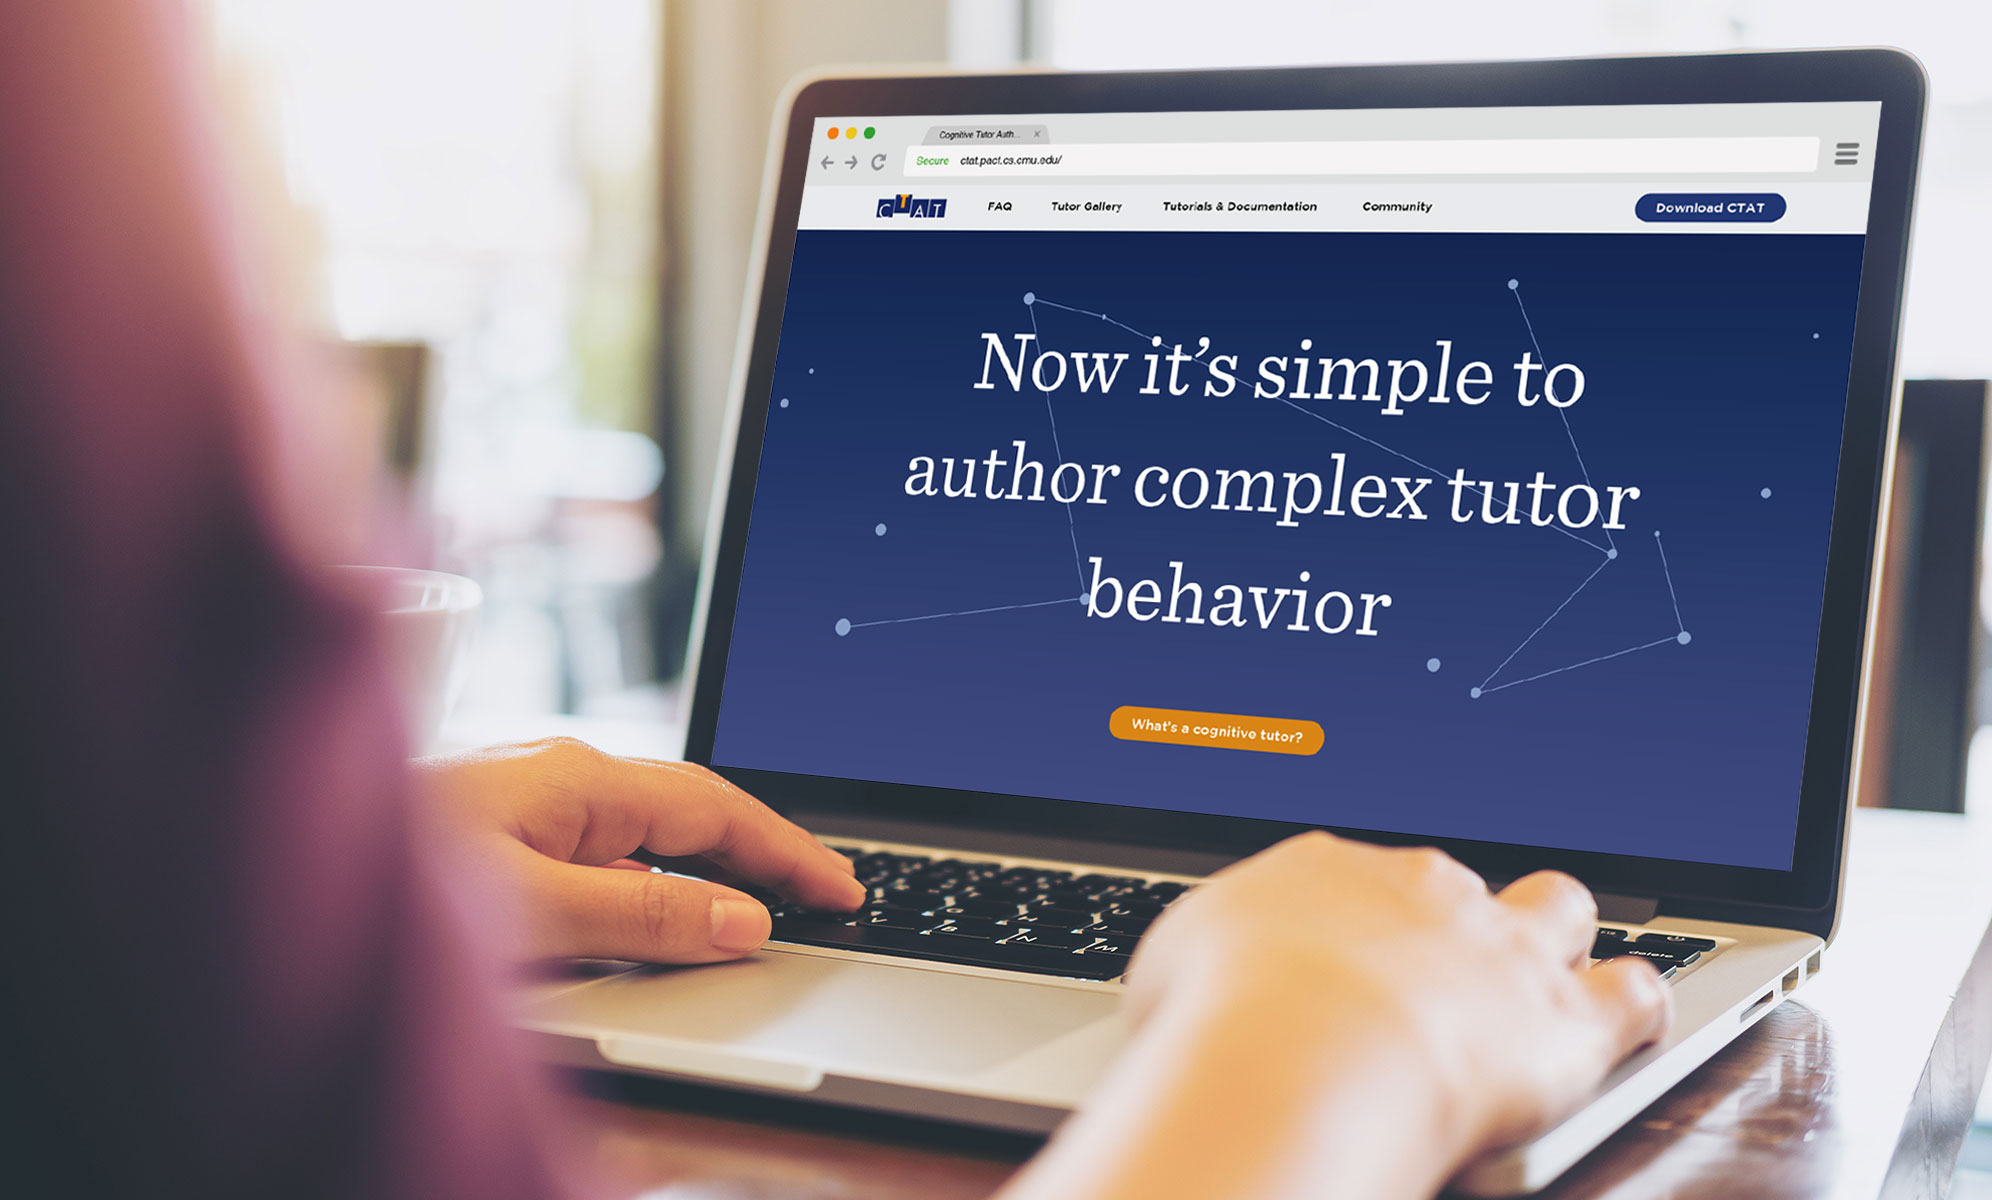 Cognitive Tutor Auth...
Secure ctat.pact.cs.cmu.edu/
CTAT FAQ Tutor Gallery Tutorials & Documentation Community Download CTAT
Now it's simple to
author complex tutor
behavior
What's a cognitive tutor?
V B N M
delete